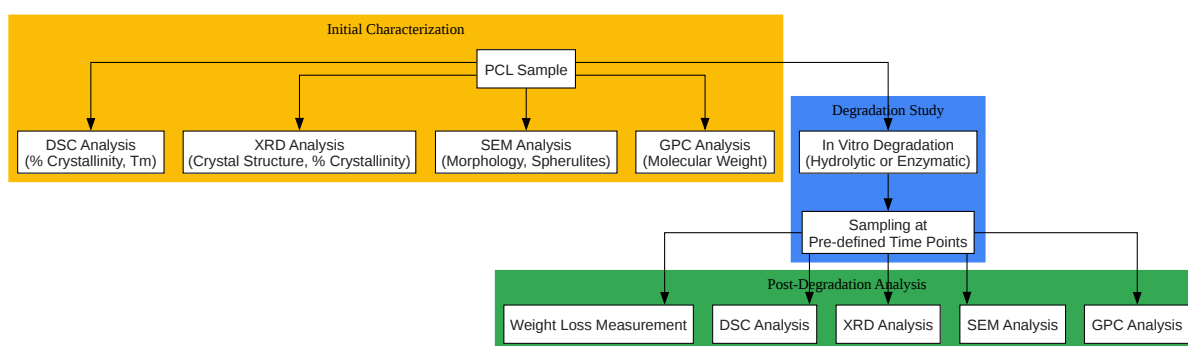 Initial Characterization
PCL Sample
DSC Analysis
(% Crystallinity, Tm)
XRD Analysis
(Crystal Structure, % Crystallinity)
SEM Analysis
(Morphology, Spherulites)
GPC Analysis
(Molecular Weight)
Degradation Study
In Vitro Degradation
(Hydrolytic or Enzymatic)
Sampling at
Pre-defined Time Points
Post-Degradation Analysis
Weight Loss Measurement
DSC Analysis
XRD Analysis
SEM Analysis
GPC Analysis